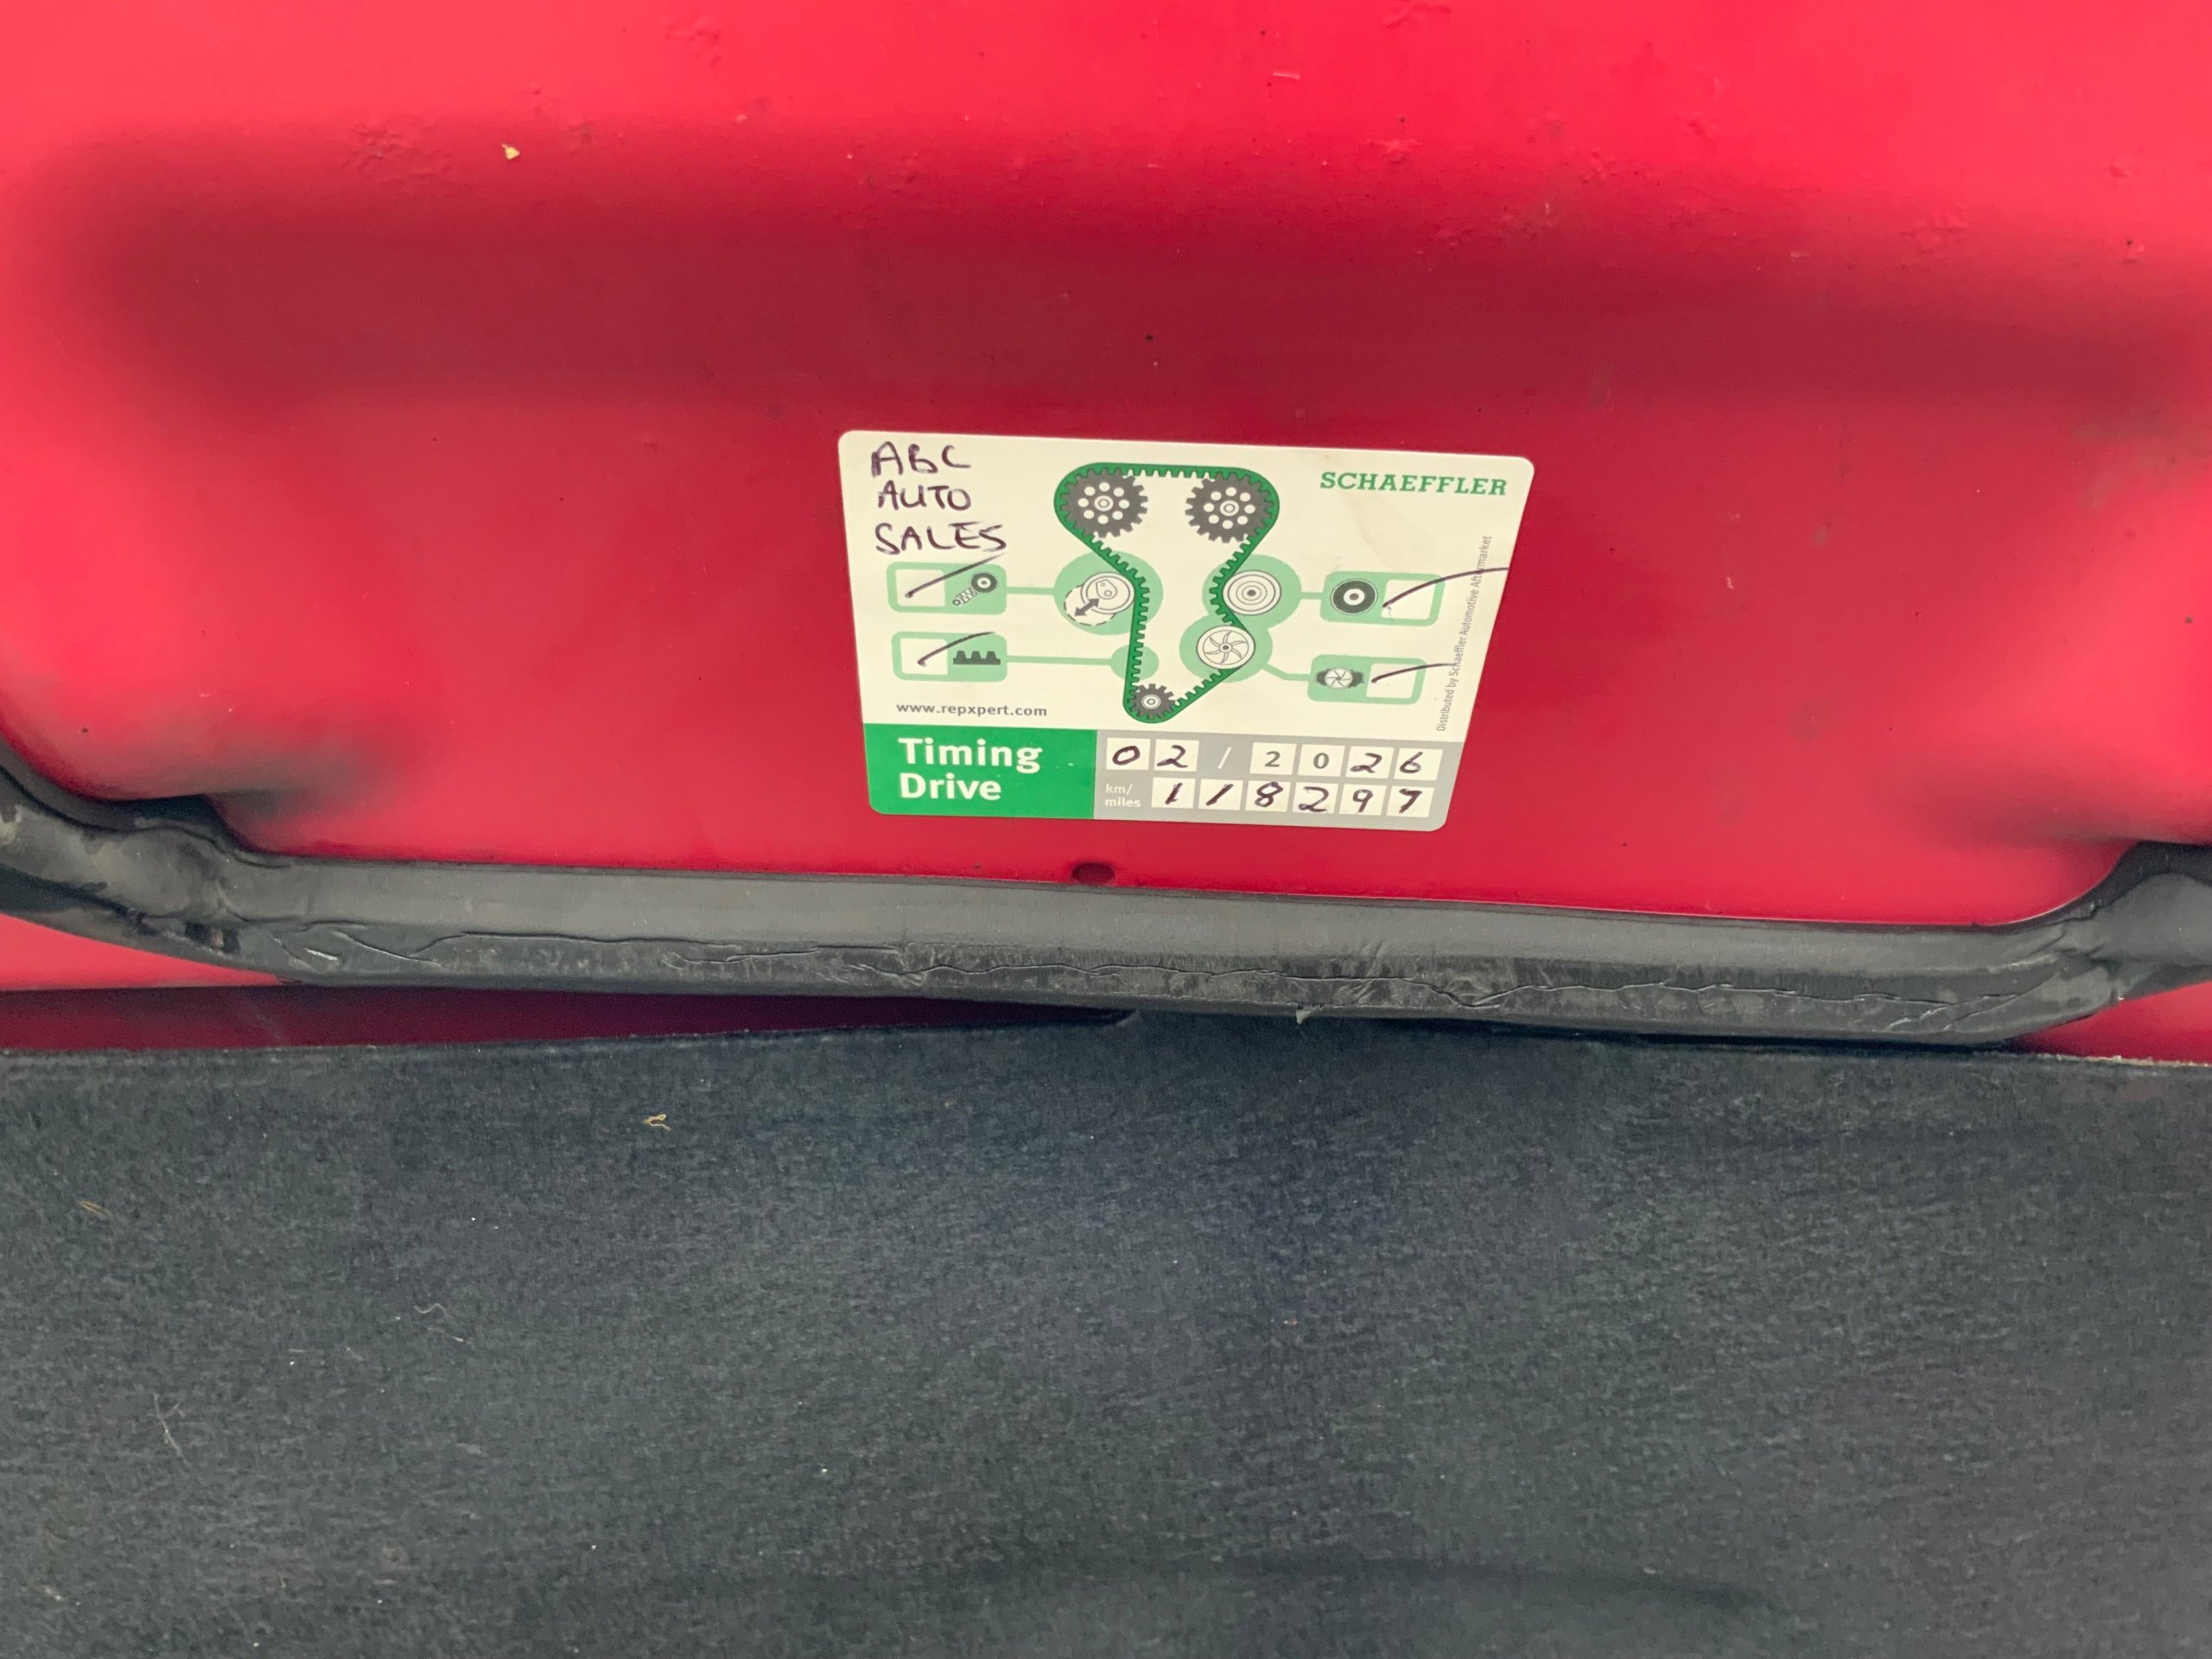 ABC
AUTO
SALES
SCHAEFFLER
Distributed by Schaeffler Automotive Aftermarket
www.repxpert.com
Timing
Drive
02 / 2026
km/
miles
118297